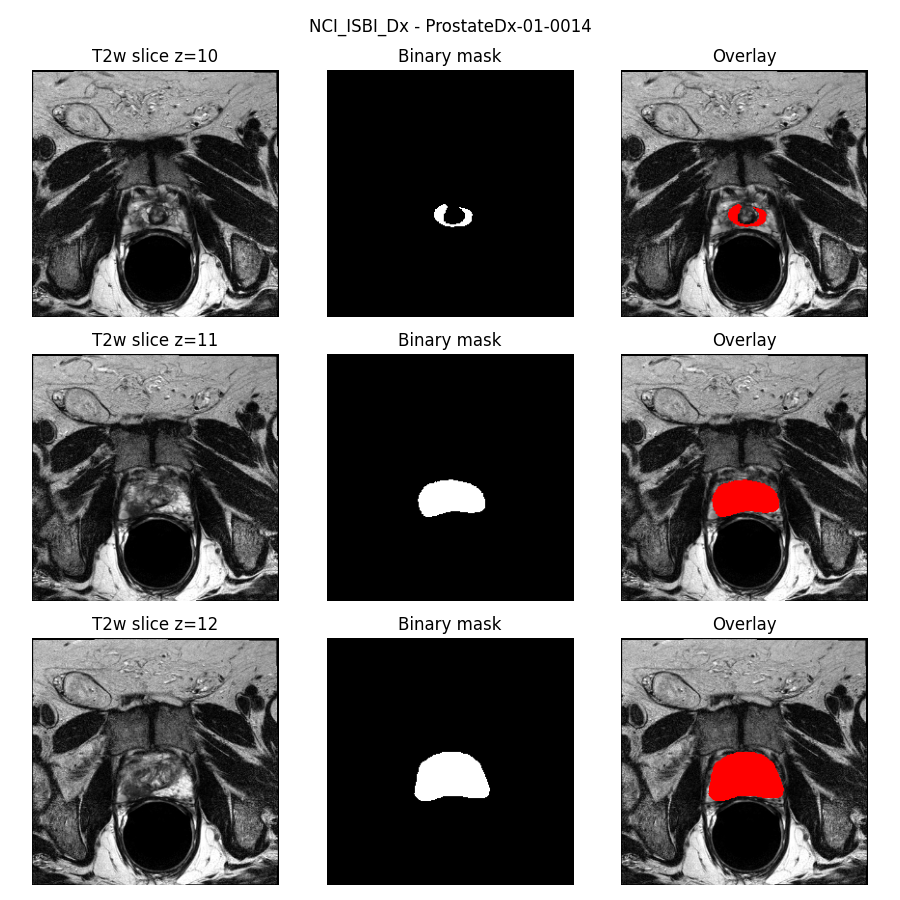 NCI_ISBI_Dx - ProstateDx-01-0014
T2w slice z=10
Binary mask
Overlay
T2w slice z=11
Binary mask
Overlay
T2w slice z=12
Binary mask
Overlay